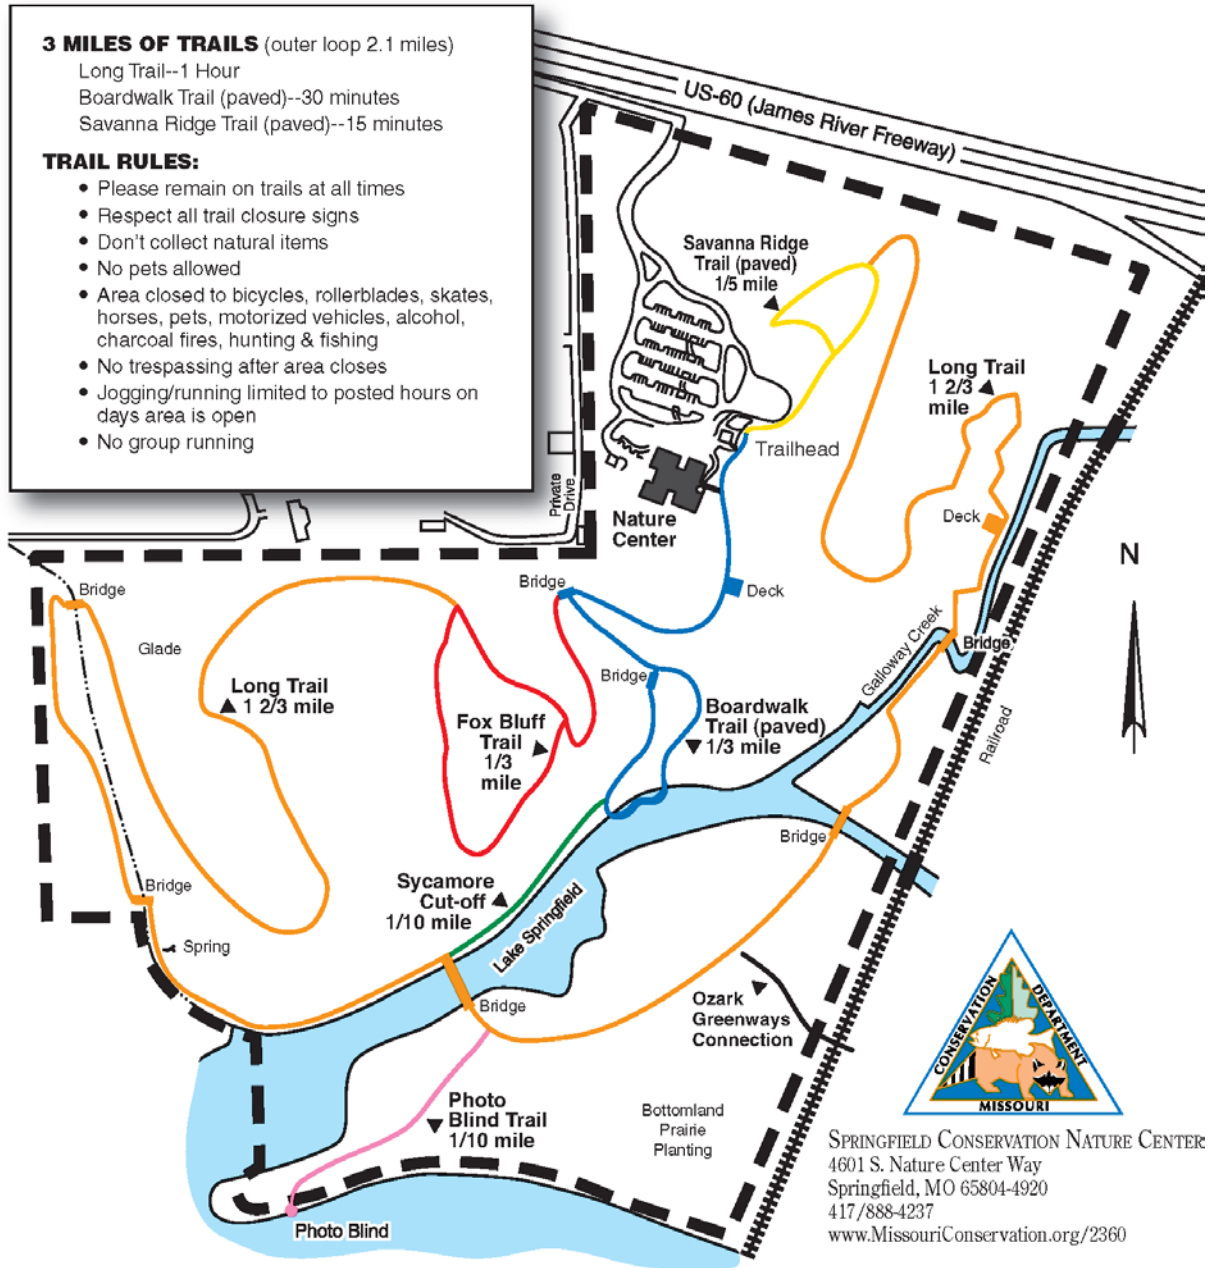 3 MILES OF TRAILS (outer loop 2.1 miles)
Long Trail--1 Hour
Boardwalk Trail (paved)--30 minutes
Savanna Ridge Trail (paved)--15 minutes
TRAIL RULES:
• Please remain on trails at all times
• Respect all trail closure signs
• Don't collect natural items
• No pets allowed
• Area closed to bicycles, rollerblades, skates,
horses, pets, motorized vehicles, alcohol,
charcoal fires, hunting & fishing
• No trespassing after area closes
• Jogging/running limited to posted hours on
days area is open
• No group running
US-60 (James River Freeway)
Savanna Ridge
Trail (paved)
1/5 mile
Long Trail
1 2/3
mile
Trailhead
Private
Drive
Nature
Center
Deck
N
Bridge
Bridge
Deck
Glade
Galloway Creek
Bridge
Bridge
Long Trail
1 2/3 mile
Fox Bluff
Trail
1/3
mile
Boardwalk
Trail (paved)
1/3 mile
Railroad
Bridge
Bridge
Sycamore
Cut-off
1/10 mile
Lake Springfield
Spring
Bridge
Ozark
Greenways
Connection
CONSERVATION
DEPARTMENT
MISSOURI
Photo
Blind Trail
1/10 mile
Bottomland
Prairie
Planting
Photo Blind
SPRINGFIELD CONSERVATION NATURE CENTER
4601 S. Nature Center Way
Springfield, MO 65804-4920
417/888-4237
www.MissouriConservation.org/2360